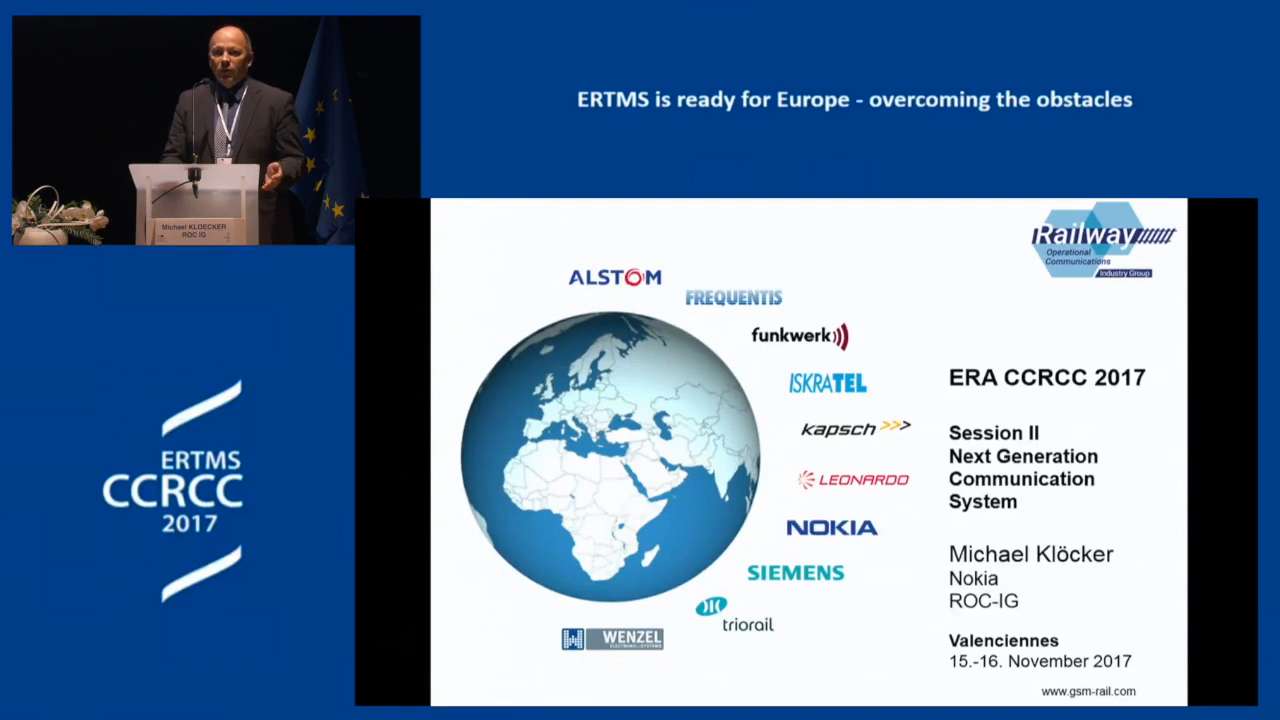 ERTMS is ready for Europe - overcoming the obstacles
Michael KLOECKER
ROC IG
ERTMS
CCRCC
2017
Railway
Operational
Communications
Industry Group
ALSTOM
FREQUENTIS
funkwerk
ISKRATEL
kapsch
LEONARDO
NOKIA
SIEMENS
triorail
WENZEL
ERA CCRCC 2017
Session II
Next Generation
Communication
System
Michael Klöcker
Nokia
ROC-IG
Valenciennes
15.-16. November 2017
www.gsm-rail.com